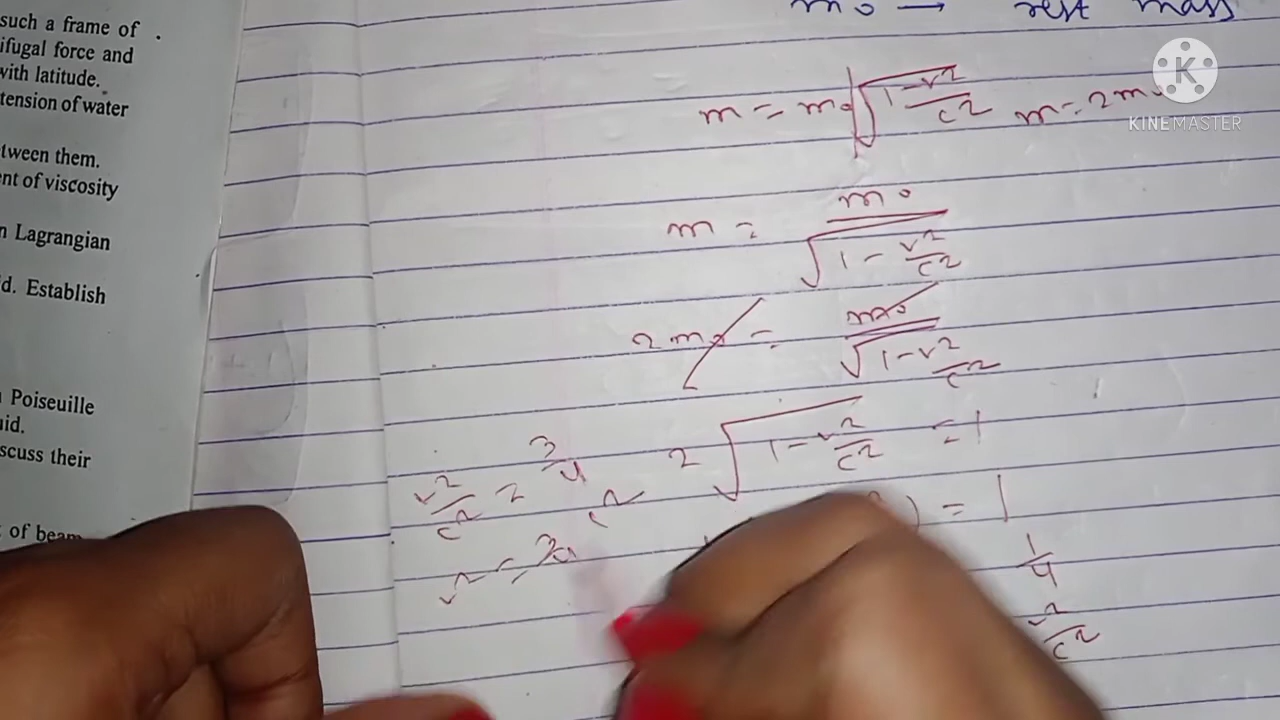 such a frame of
ifugal force and
with latitude.
tension of water
tween them.
ent of viscosity
n Lagrangian
d. Establish
Poiseuille
uid.
scuss their
of beam
m0 → rest mass
m = m0 √1-v²/c² m=2m0
KINEMASTER
m = m0/√1-v²/c²
2m0 = m0/√1-v²/c²
2 √1-v²/c² = 1
) = 1
1/4
v²/c²
v²/c² = 3/4
v² = 3/4 c²